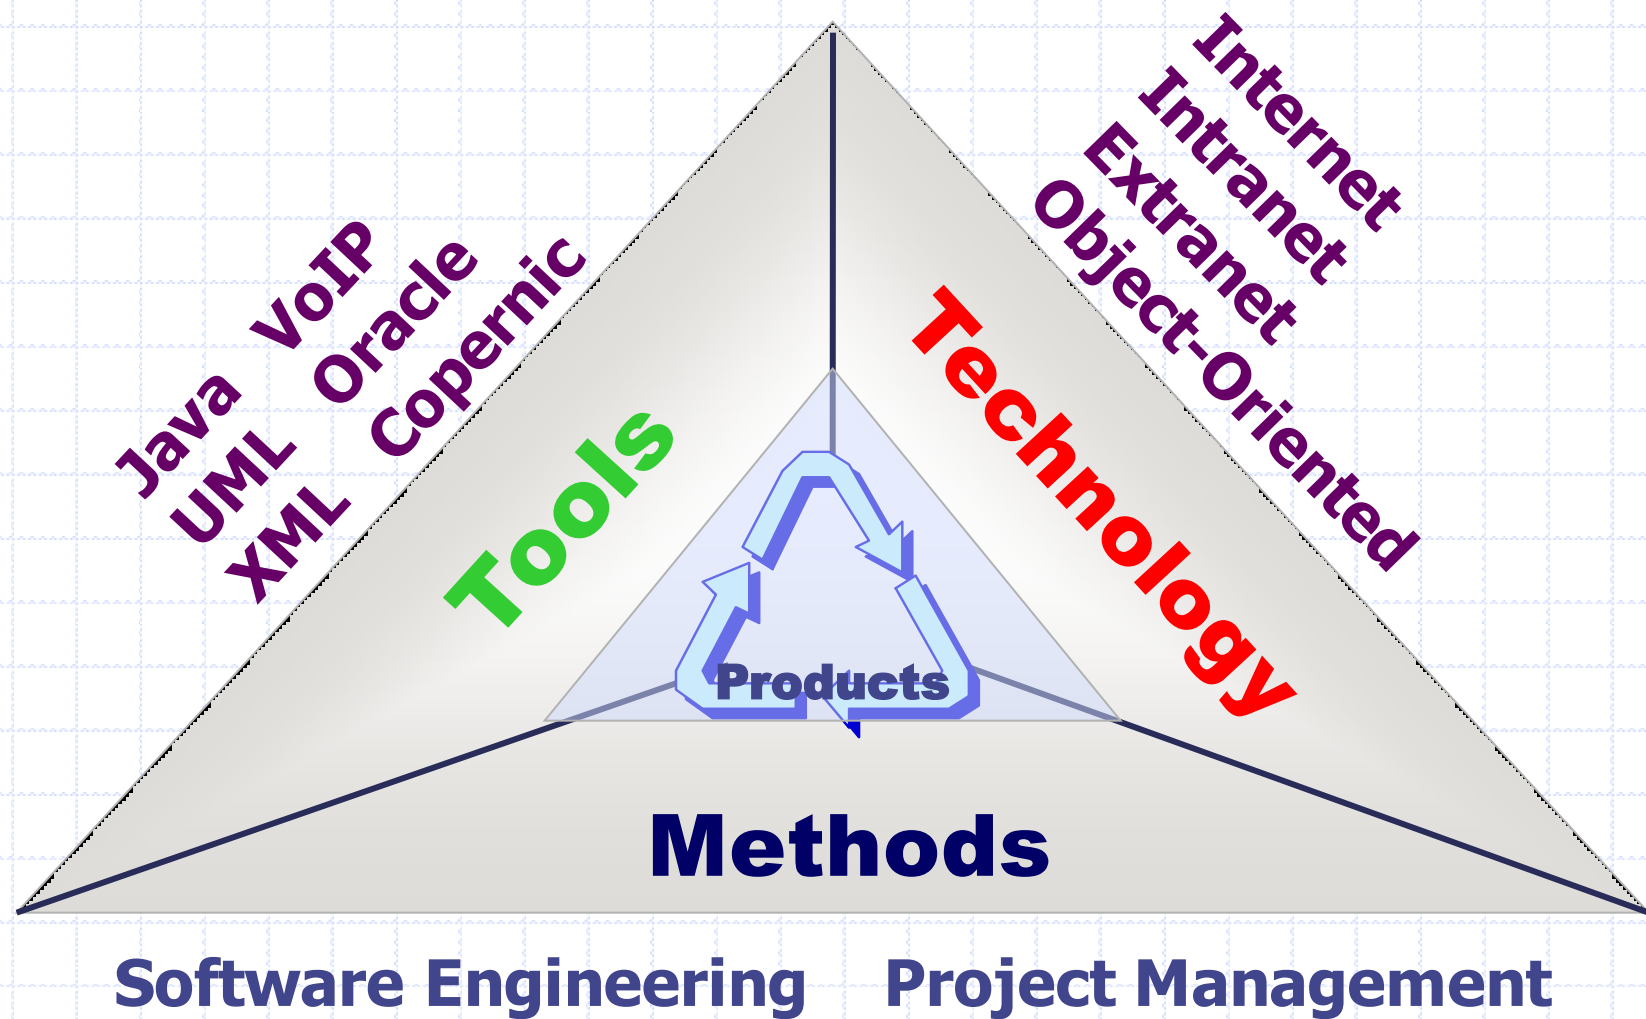 Internet
Intranet
Extranet
Object-Oriented
Java VoIP
UML Oracle
XML Copernic
Tools
Technology
Products
Methods
Software Engineering Project Management